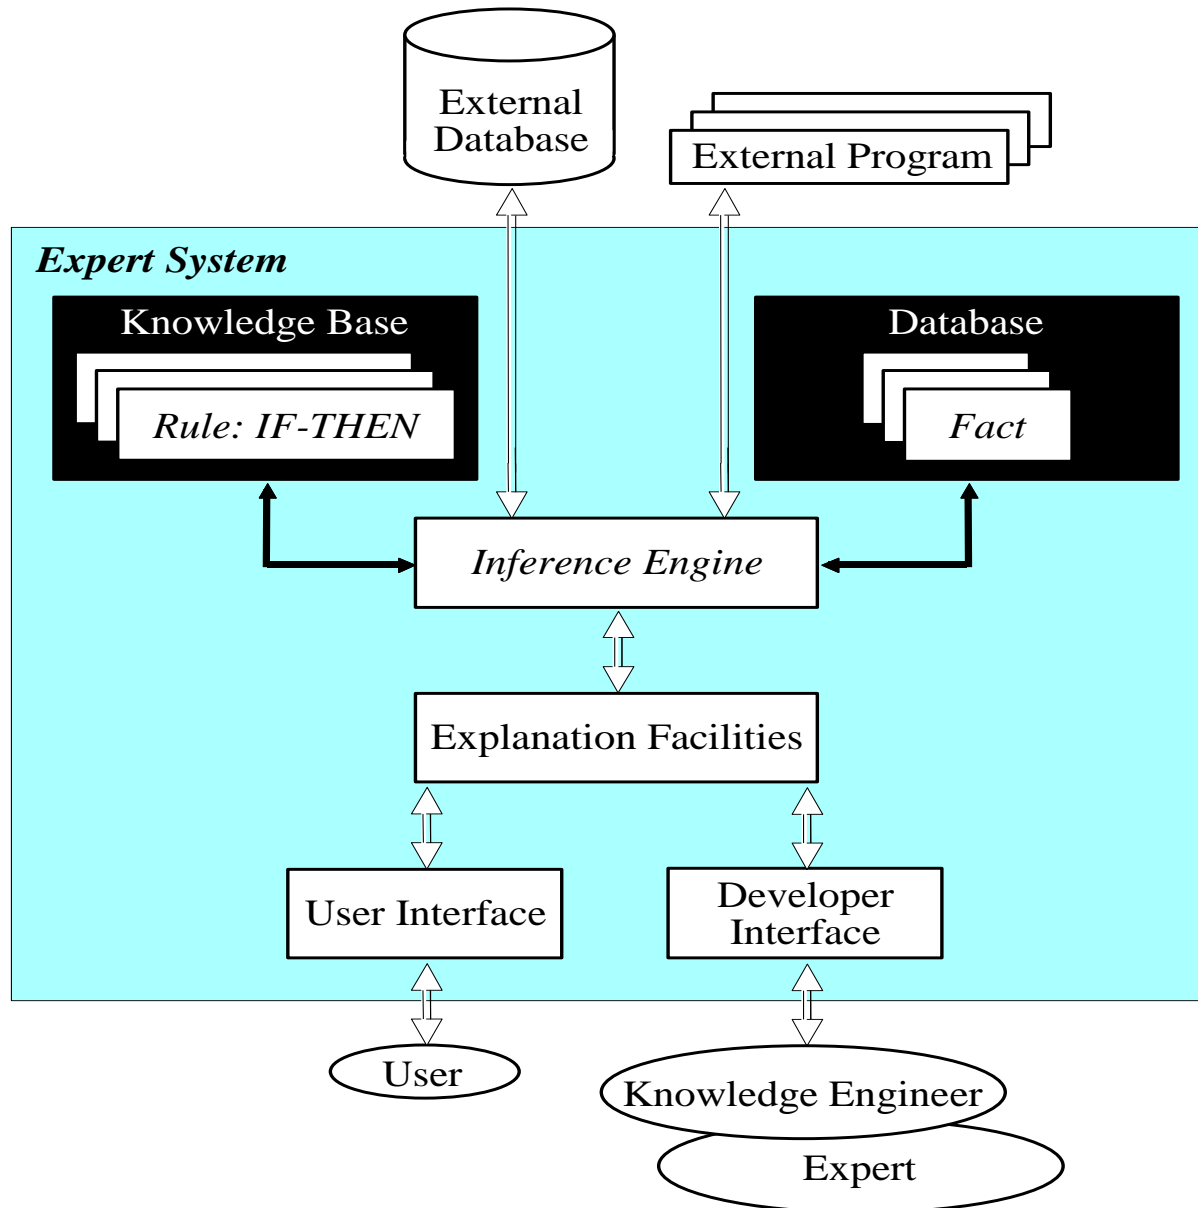 External
Database
External Program
Expert System
Knowledge Base
Rule: IF-THEN
Database
Fact
Inference Engine
Explanation Facilities
User Interface
Developer
Interface
User
Knowledge Engineer
Expert